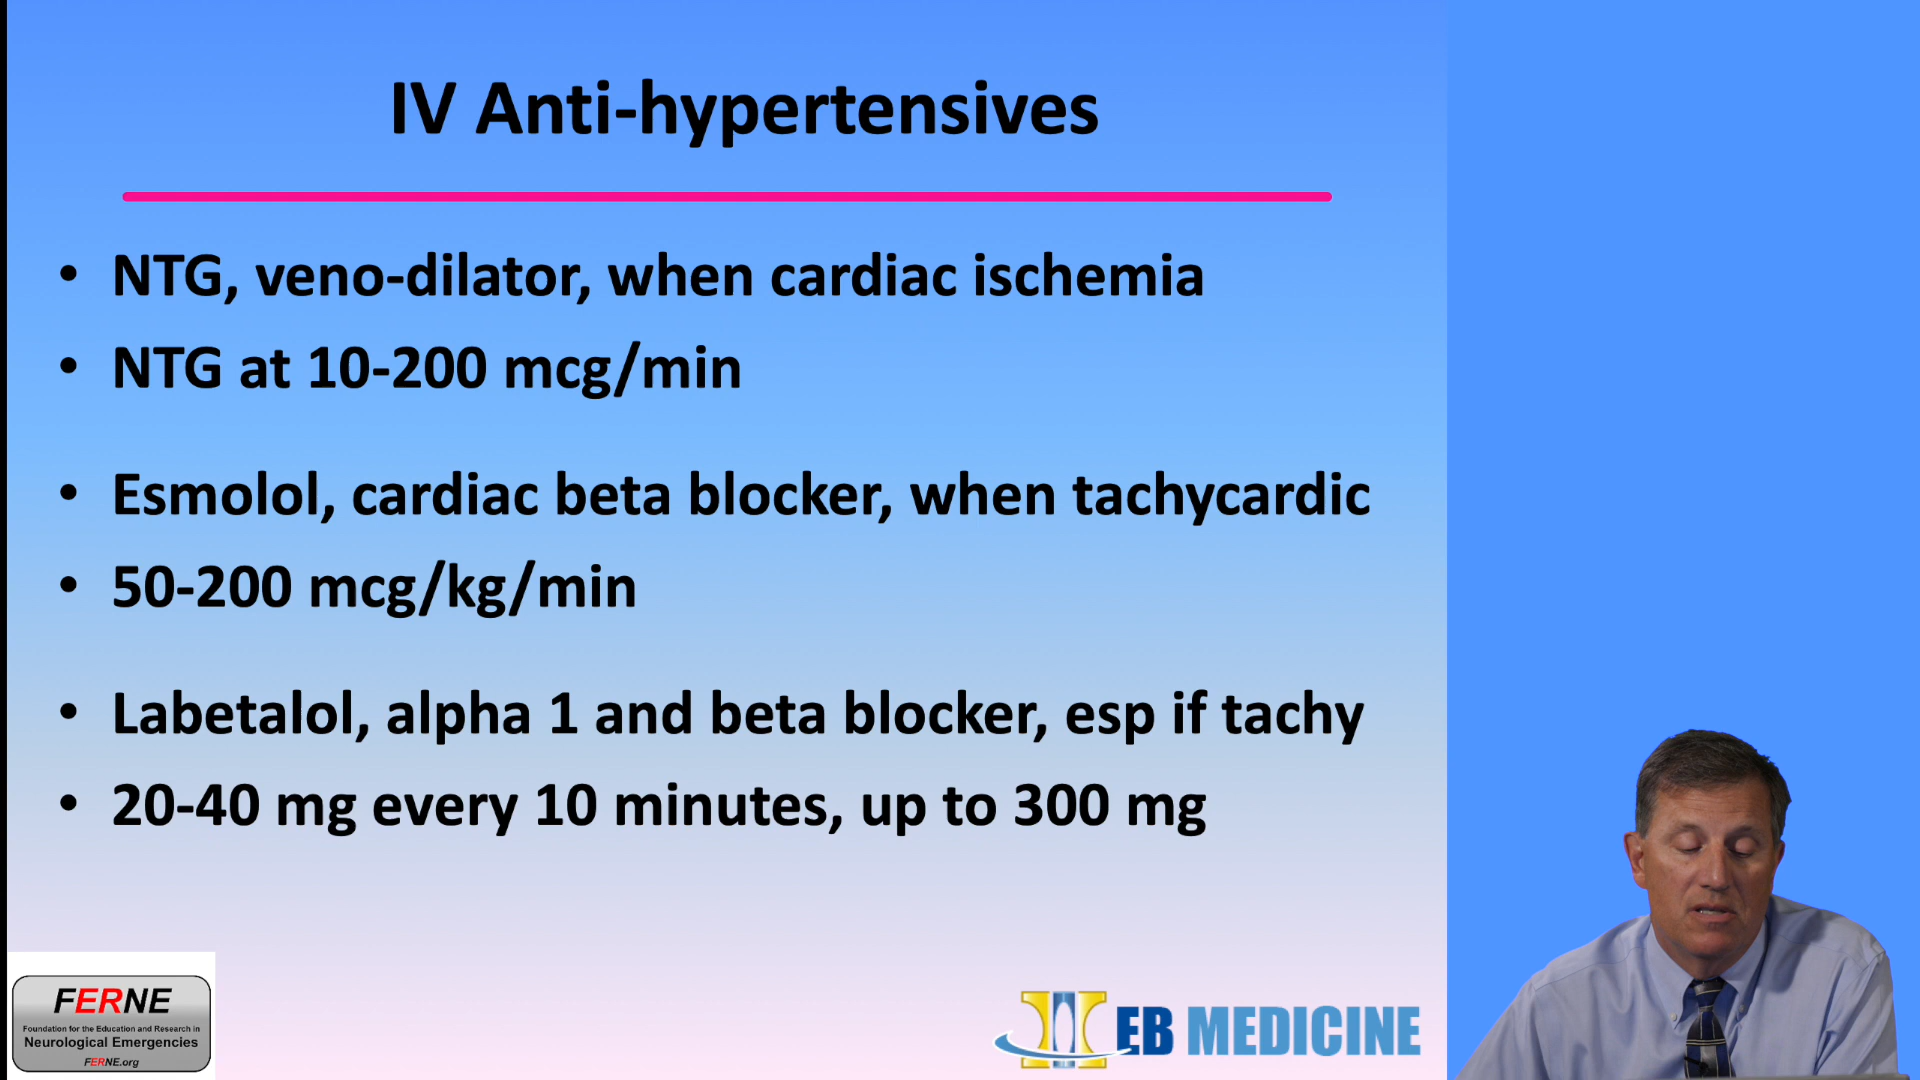 IV Anti-hypertensives
• NTG, veno-dilator, when cardiac ischemia
• NTG at 10-200 mcg/min
• Esmolol, cardiac beta blocker, when tachycardic
• 50-200 mcg/kg/min
• Labetalol, alpha 1 and beta blocker, esp if tachy
• 20-40 mg every 10 minutes, up to 300 mg
FERNE
Foundation for the Education and Research in
Neurological Emergencies
FERNE.org
EB MEDICINE